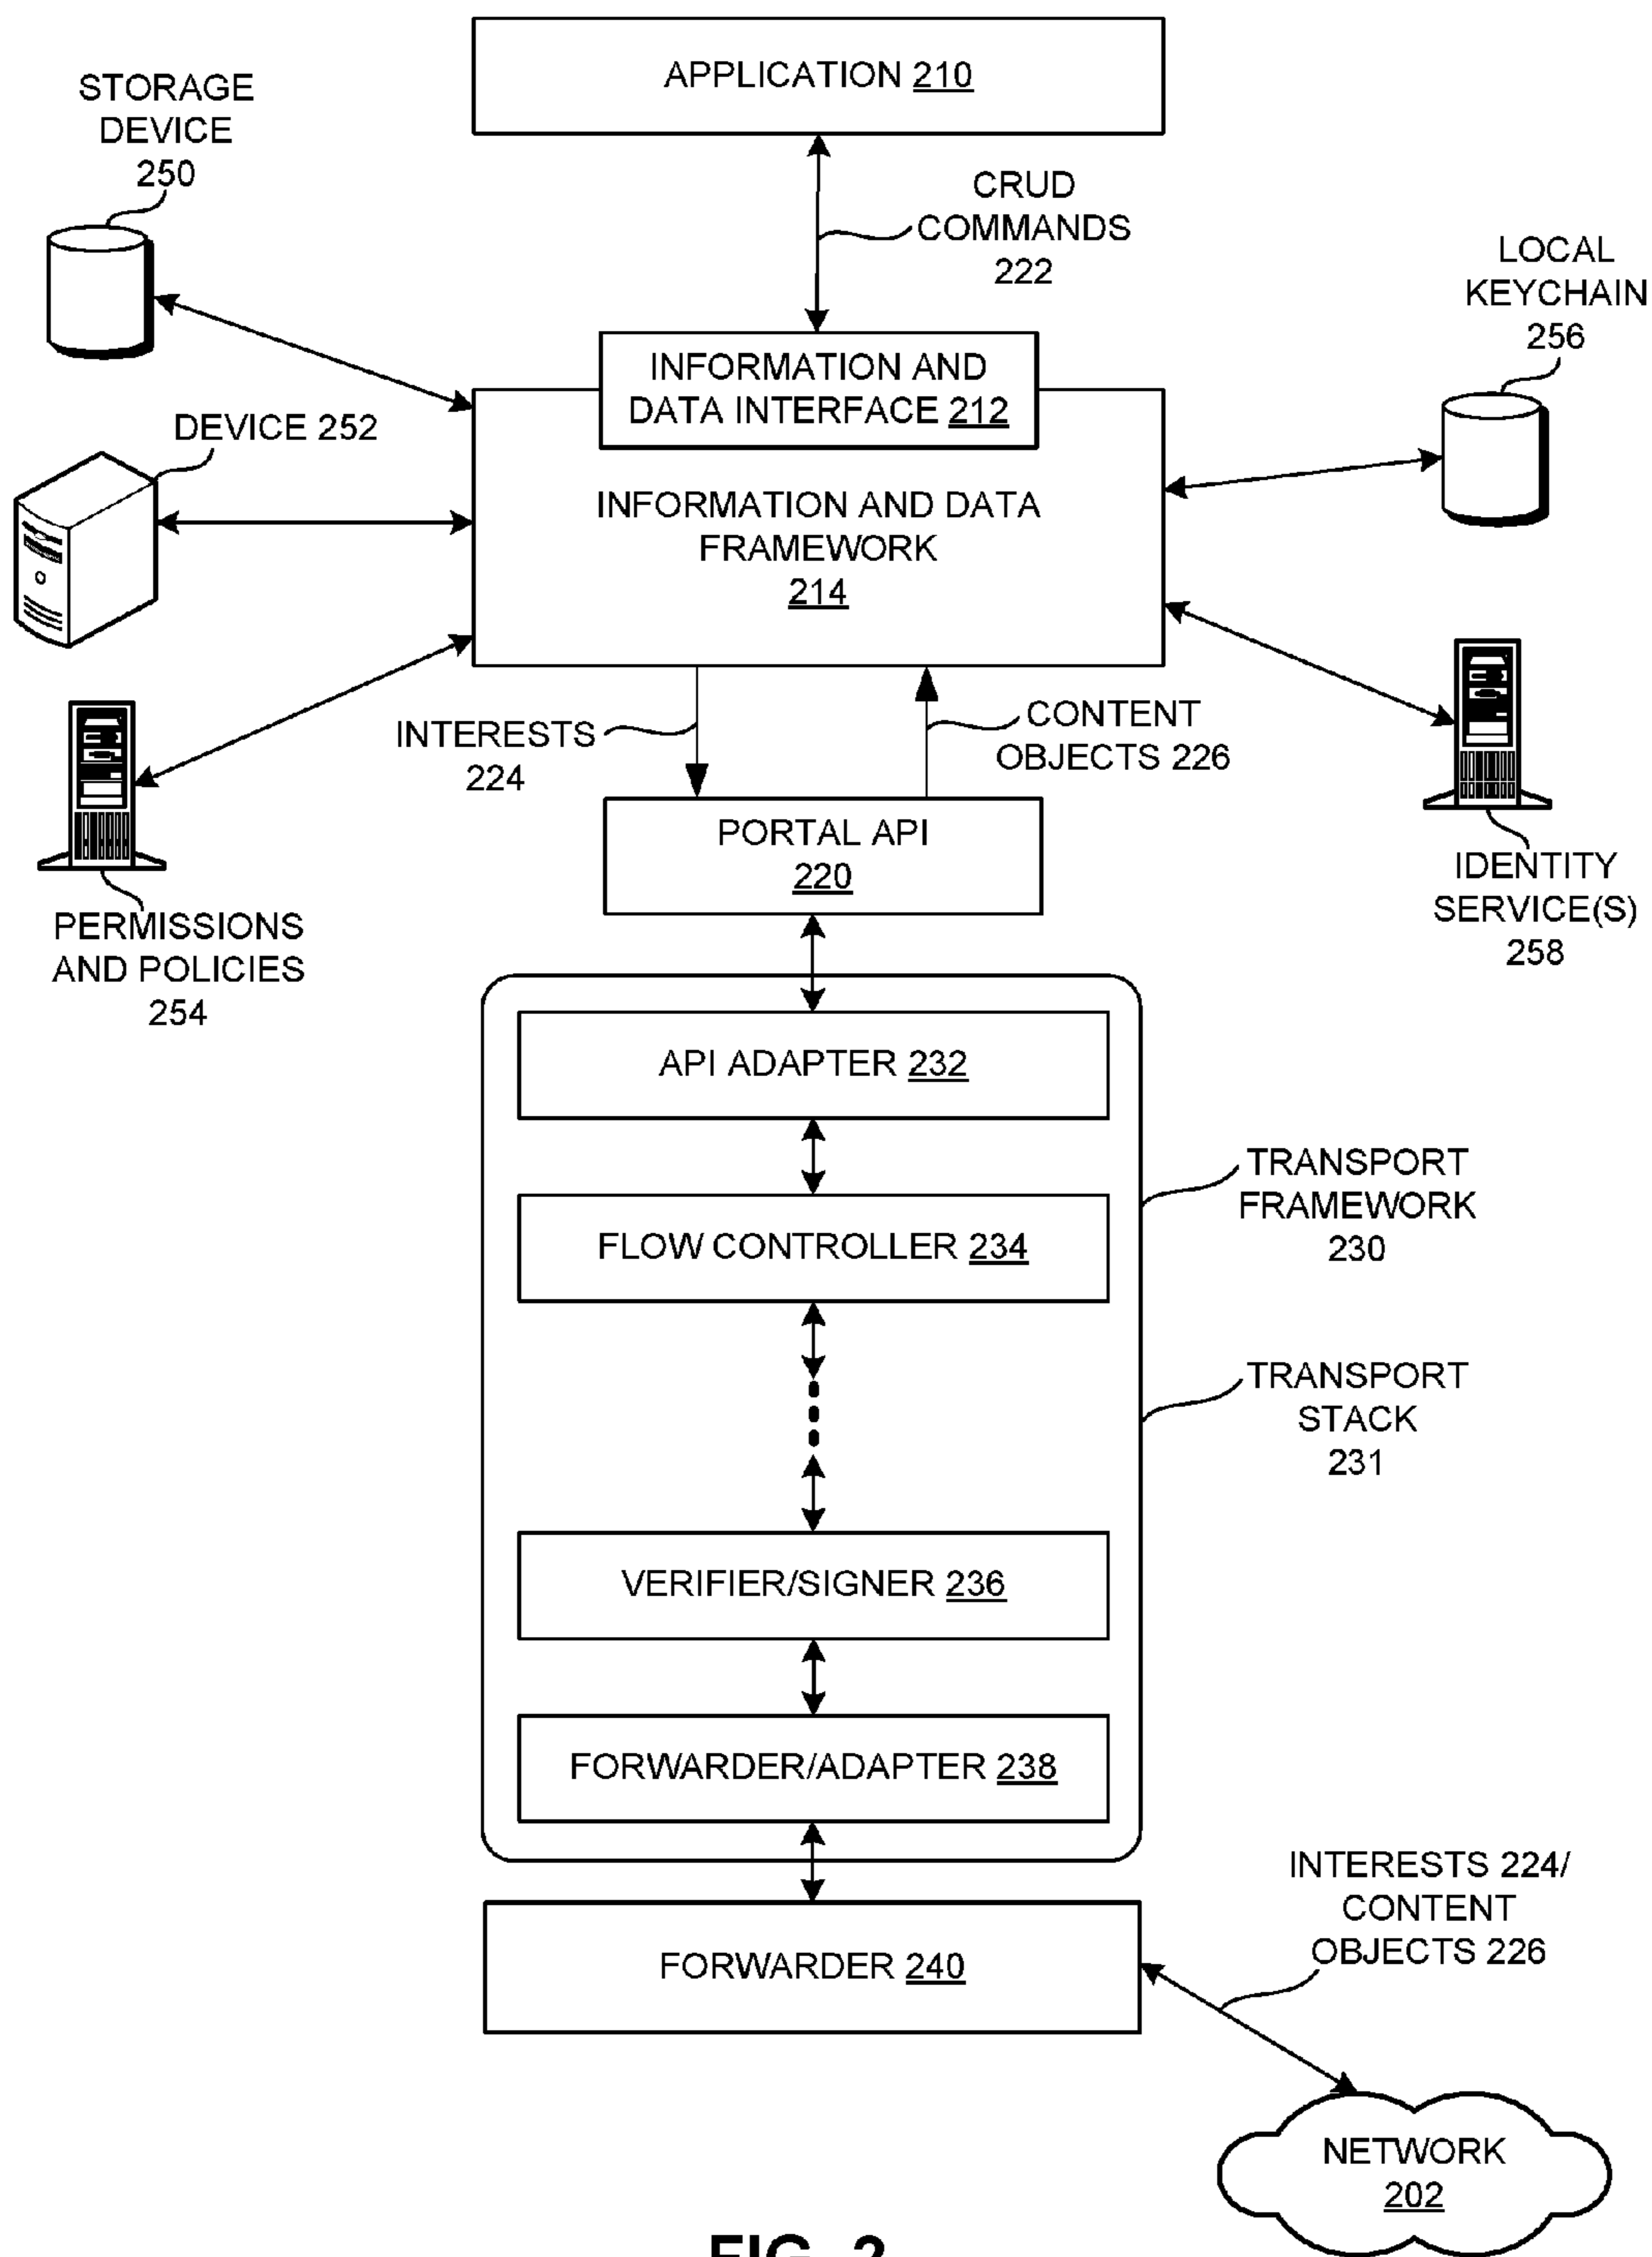 APPLICATION 210
STORAGE
DEVICE
250
CRUD
COMMANDS
222
LOCAL
KEYCHAIN
256
INFORMATION AND
DATA INTERFACE 212
DEVICE 252
INFORMATION AND DATA
FRAMEWORK
214
INTERESTS
224
CONTENT
OBJECTS 226
PORTAL API
220
IDENTITY
SERVICE(S)
258
PERMISSIONS
AND POLICIES
254
API ADAPTER 232
TRANSPORT
FRAMEWORK
230
FLOW CONTROLLER 234
TRANSPORT
STACK
231
VERIFIER/SIGNER 236
FORWARDER/ADAPTER 238
INTERESTS 224/
CONTENT
OBJECTS 226
FORWARDER 240
NETWORK
202
FIG. 2